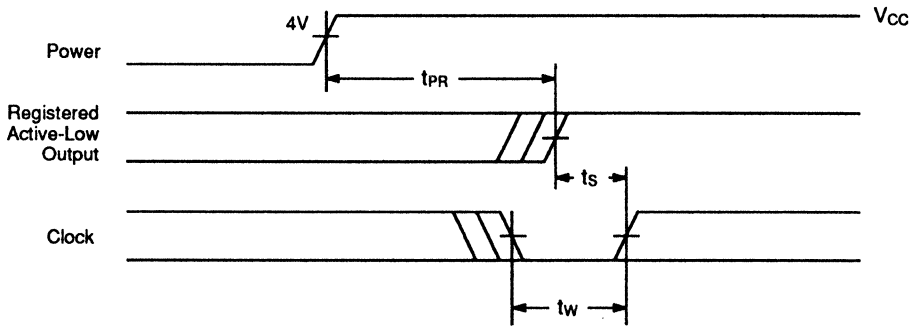 4V
VCC
Power
tPR
Registered
Active-Low
Output
tS
Clock
tW